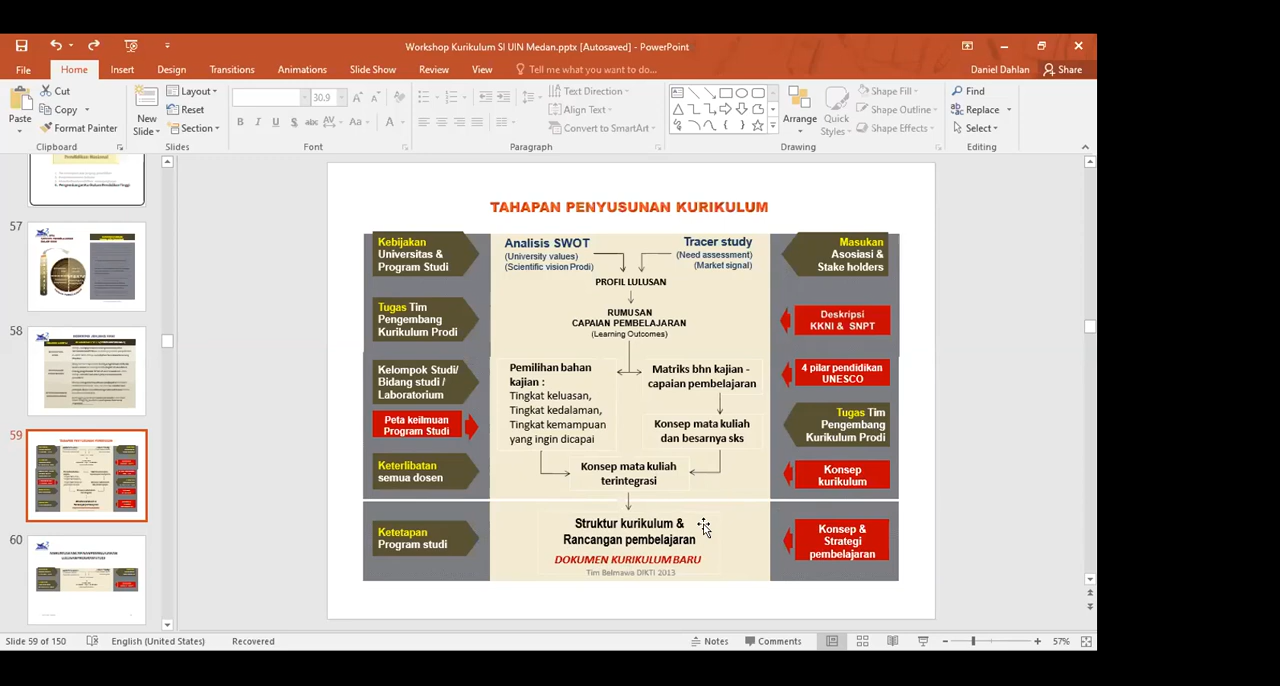 Workshop Kurikulum SI UIN Medan.pptx [Autosaved] - PowerPoint
File Home Insert Design Transitions Animations Slide Show Review View Tell me what you want to do... Daniel Dahlan Share
Paste
Cut
Copy
Format Painter
Clipboard
New Slide
Layout
Reset
Section
Slides
30.9
B I U S abc AV Aa A
Font
Text Direction
Align Text
Convert to SmartArt
Paragraph
Arrange
Quick Styles
Shape Fill
Shape Outline
Shape Effects
Drawing
Find
Replace
Select
Editing
57
58
59
60
TAHAPAN PENYUSUNAN KURIKULUM
Kebijakan
Universitas &
Program Studi
Tugas Tim
Pengembang
Kurikulum Prodi
Kelompok Studi/
Bidang studi /
Laboratorium
Peta keilmuan
Program Studi
Keterlibatan
semua dosen
Ketetapan
Program studi
Analisis SWOT
(University values)
(Scientific vision Prodi)
Tracer study
(Need assessment)
(Market signal)
PROFIL LULUSAN
RUMUSAN
CAPAIAN PEMBELAJARAN
(Learning Outcomes)
Pemilihan bahan
kajian :
Tingkat keluasan,
Tingkat kedalaman,
Tingkat kemampuan
yang ingin dicapai
Matriks bhn kajian -
capaian pembelajaran
Konsep mata kuliah
dan besarnya sks
Konsep mata kuliah
terintegrasi
Struktur kurikulum &
Rancangan pembelajaran
DOKUMEN KURIKULUM BARU
Tim Belmawa DIKTI 2013
Masukan
Asosiasi &
Stake holders
Deskripsi
KKNI & SNPT
4 pilar pendidikan
UNESCO
Tugas Tim
Pengembang
Kurikulum Prodi
Konsep
kurikulum
Konsep &
Strategi
pembelajaran
Slide 59 of 150 English (United States) Recovered Notes Comments 57%